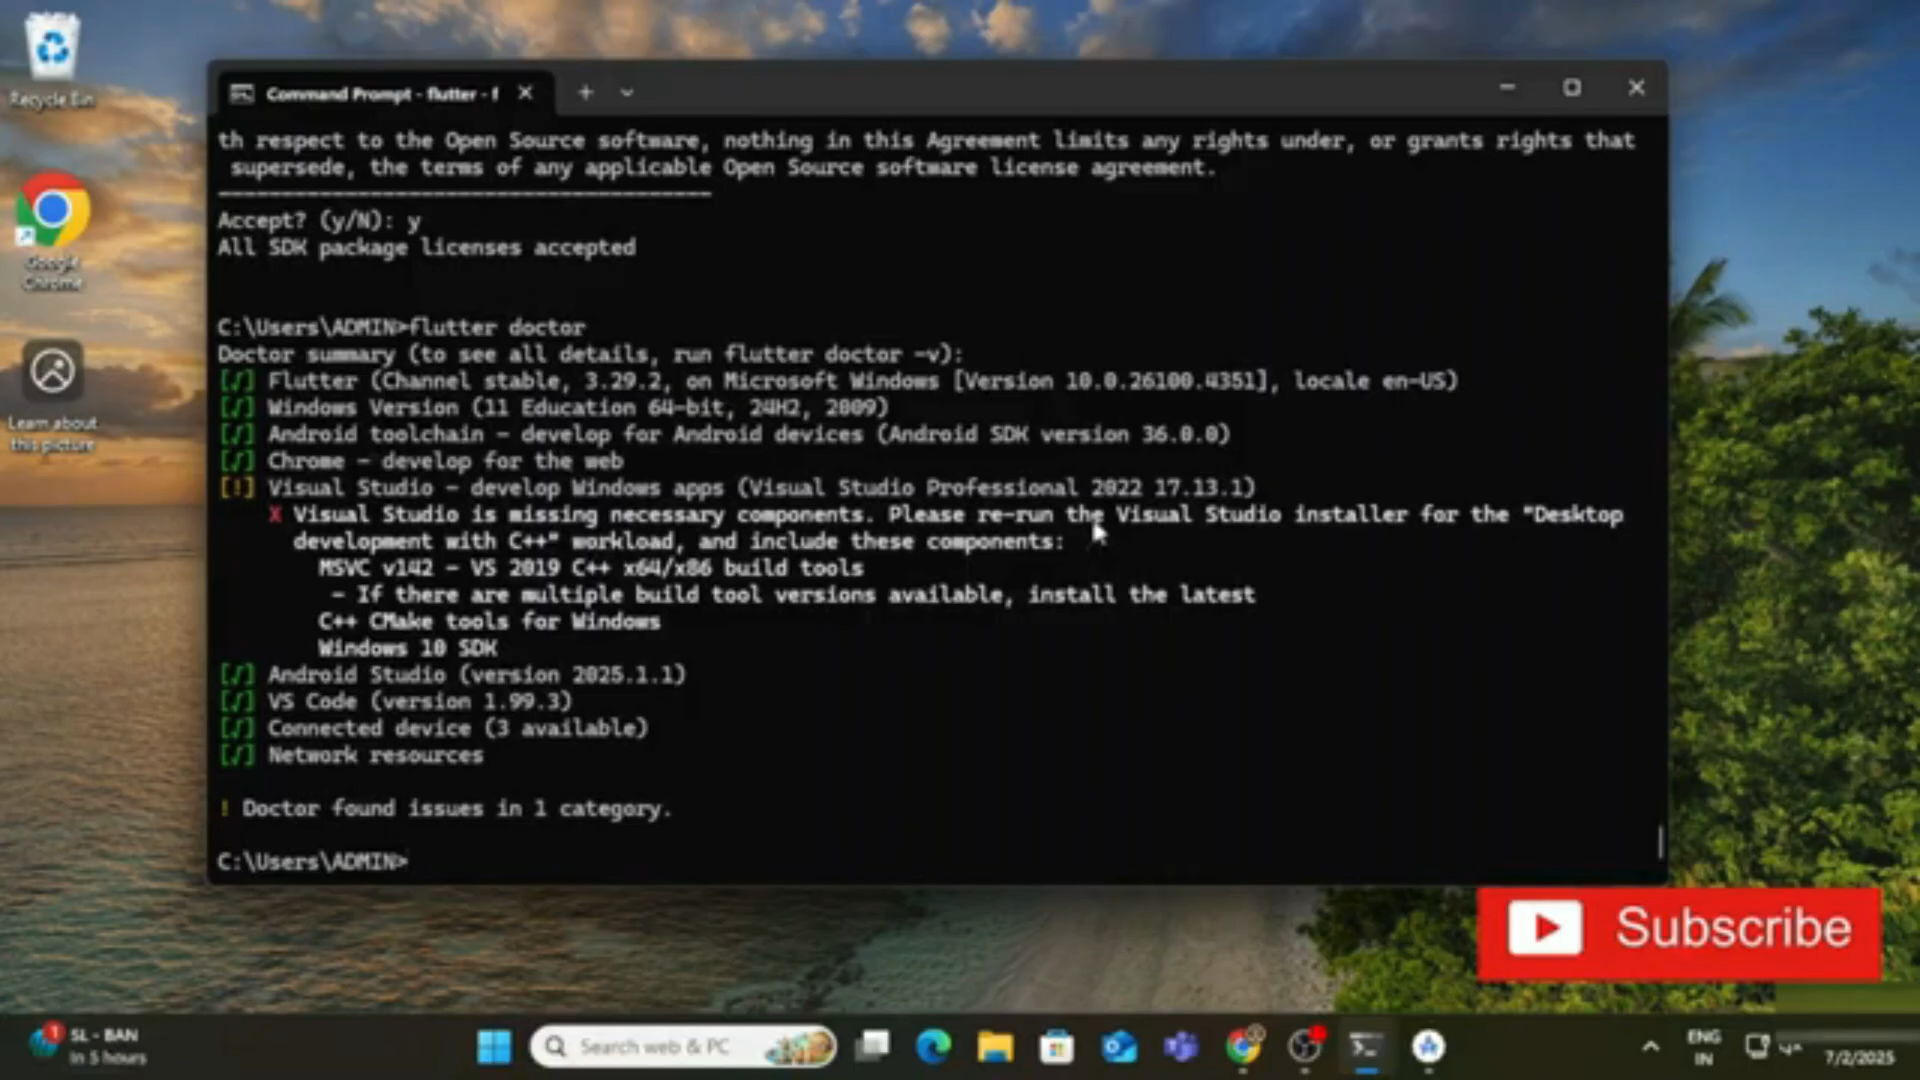 Recycle Bin
Google
Chrome
Learn about
this picture
Command Prompt - flutter - f
th respect to the Open Source software, nothing in this Agreement limits any rights under, or grants rights that
supersede, the terms of any applicable Open Source software license agreement.
---------------------------------------
Accept? (y/N): y
All SDK package licenses accepted
C:\Users\ADMIN>flutter doctor
Doctor summary (to see all details, run flutter doctor -v):
[√] Flutter (Channel stable, 3.29.2, on Microsoft Windows [Version 10.0.26100.4351], locale en-US)
[√] Windows Version (11 Education 64-bit, 24H2, 2009)
[√] Android toolchain - develop for Android devices (Android SDK version 36.0.0)
[√] Chrome - develop for the web
[!] Visual Studio - develop Windows apps (Visual Studio Professional 2022 17.13.1)
X Visual Studio is missing necessary components. Please re-run the Visual Studio installer for the "Desktop
development with C++" workload, and include these components:
MSVC v142 - VS 2019 C++ x64/x86 build tools
- If there are multiple build tool versions available, install the latest
C++ CMake tools for Windows
Windows 10 SDK
[√] Android Studio (version 2025.1.1)
[√] VS Code (version 1.99.3)
[√] Connected device (3 available)
[√] Network resources
! Doctor found issues in 1 category.
C:\Users\ADMIN>
Subscribe
1
SL - BAN
In 5 hours
Search web & PC
ENG
IN
7/2/2025